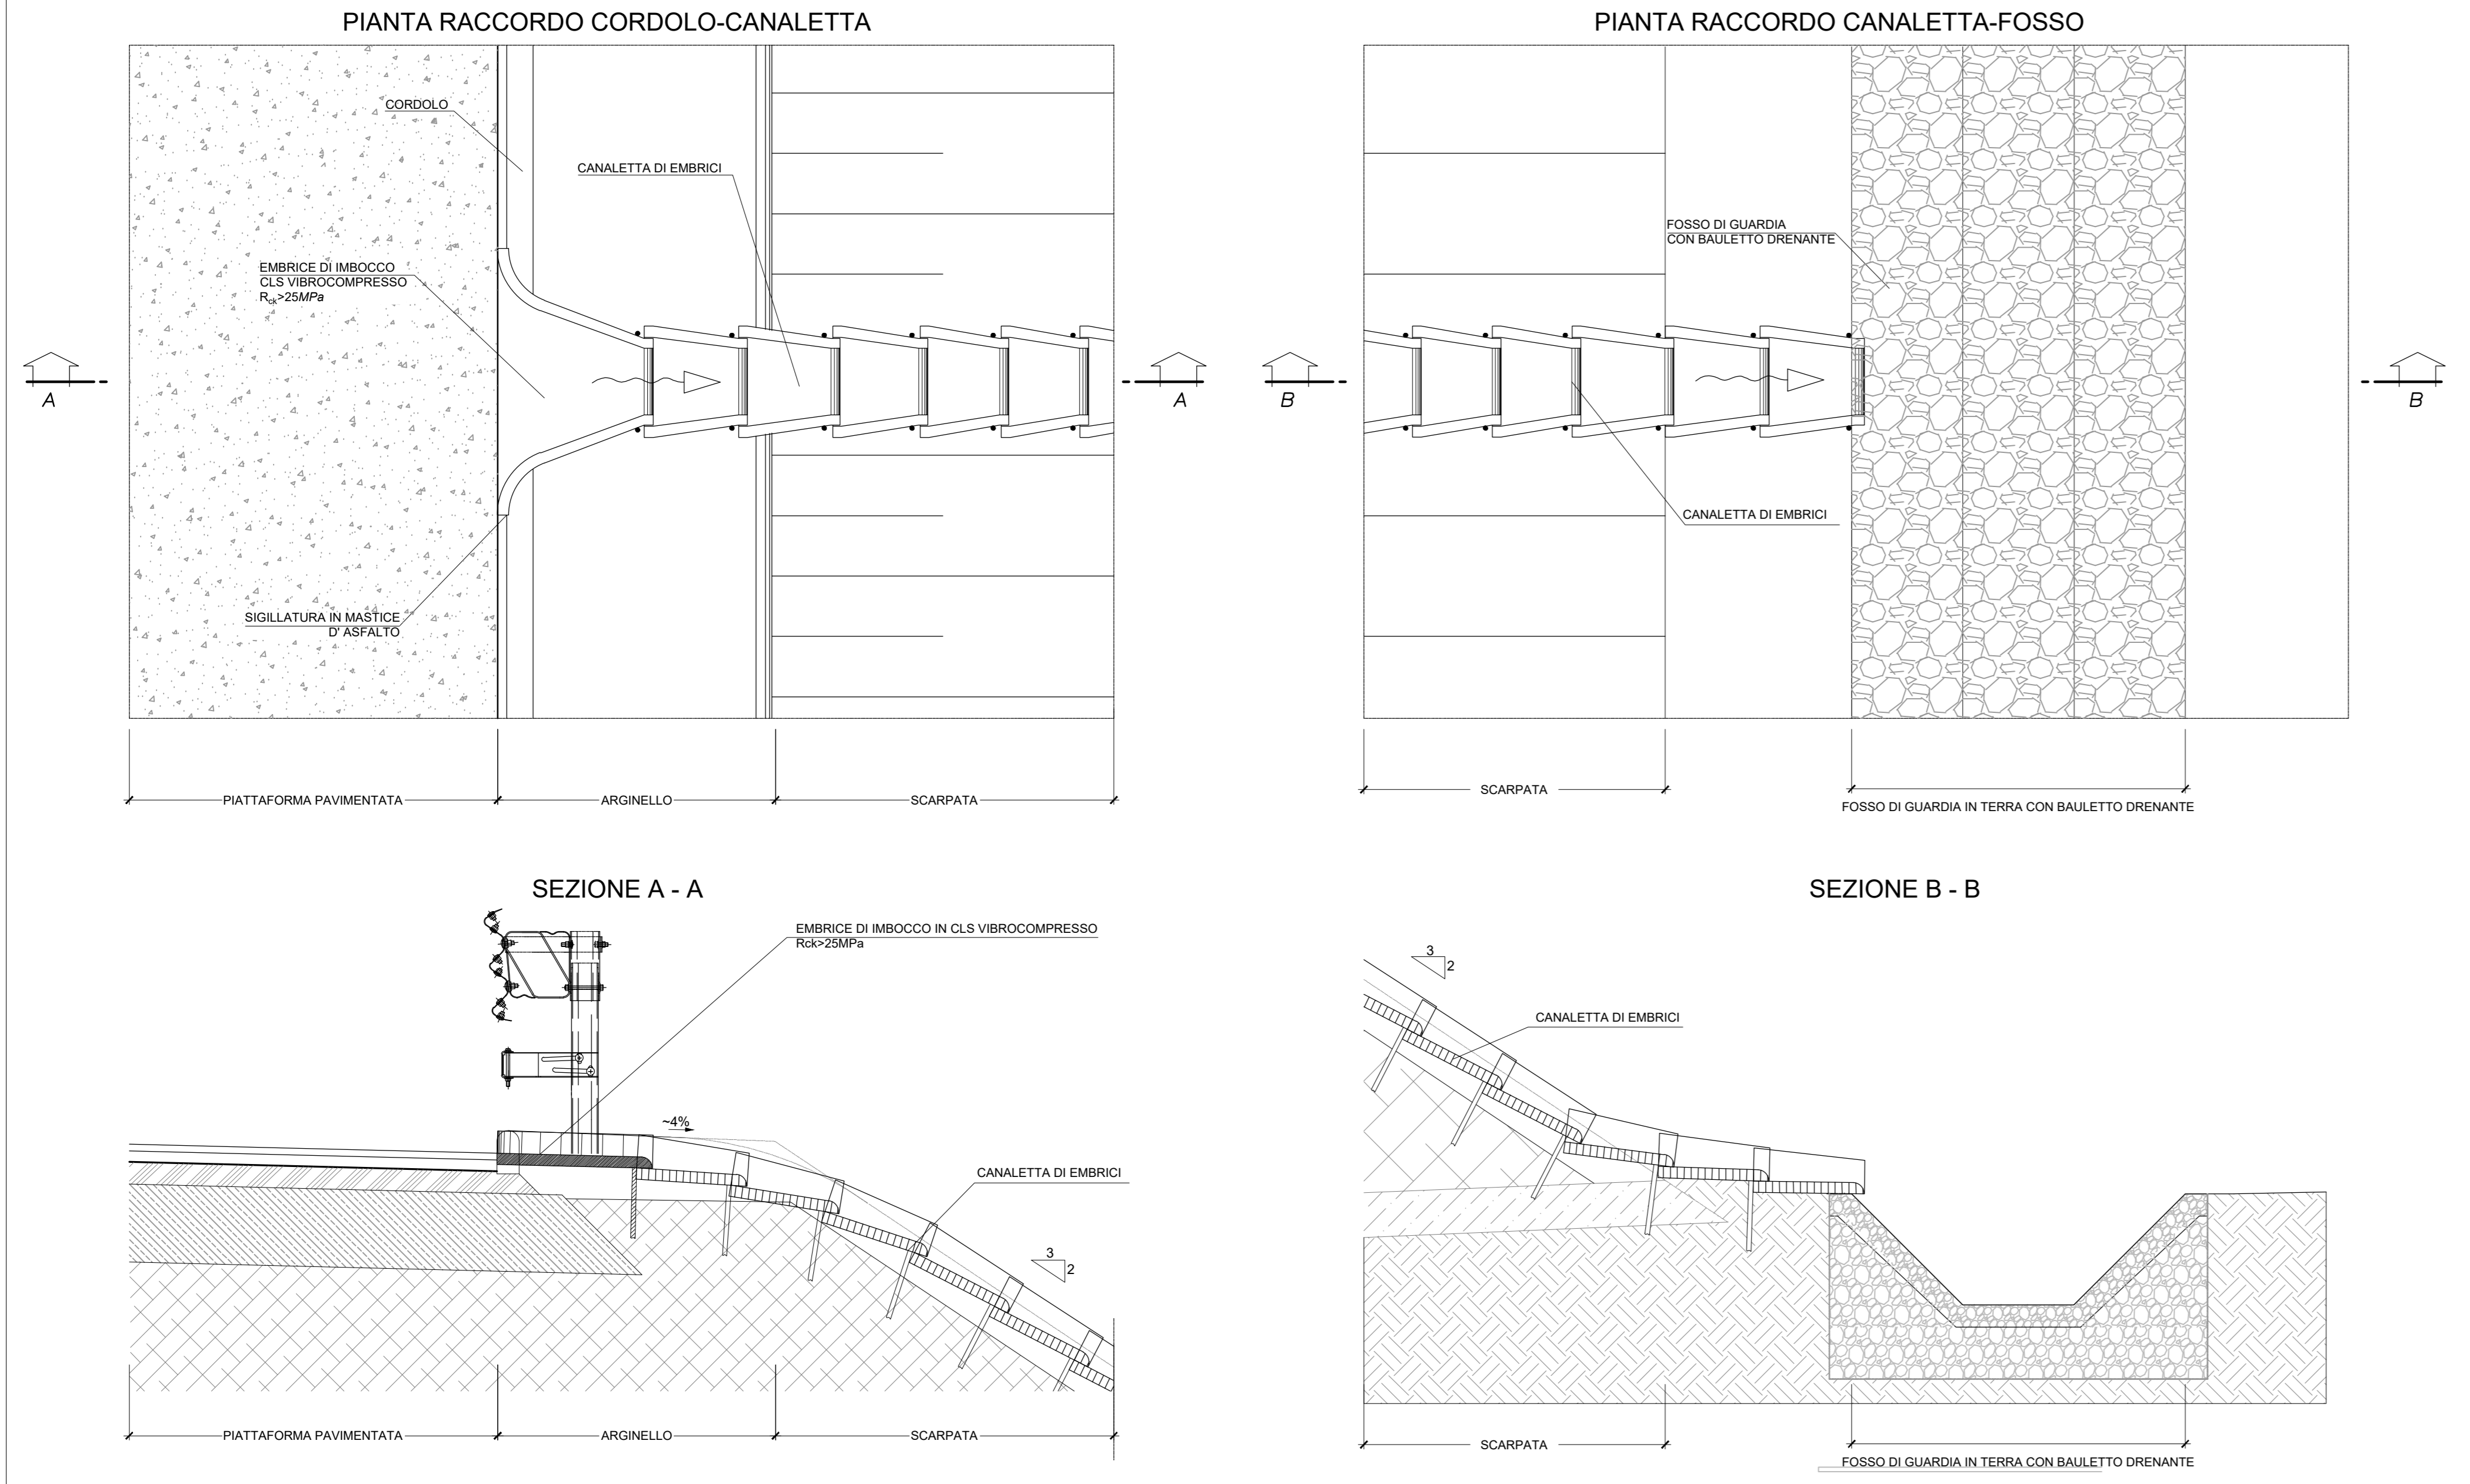 PIANTA RACCORDO CORDOLO-CANALETTA
CORDOLO
CANALETTA DI EMBRICI
EMBRICE DI IMBOCCO
CLS VIBROCOMPRESSO
Rck>25MPa
SIGILLATURA IN MASTICE
D' ASFALTO
A
A
PIATTAFORMA PAVIMENTATA
ARGINELLO
SCARPATA
PIANTA RACCORDO CANALETTA-FOSSO
FOSSO DI GUARDIA
CON BAULETTO DRENANTE
CANALETTA DI EMBRICI
B
B
SCARPATA
FOSSO DI GUARDIA IN TERRA CON BAULETTO DRENANTE
SEZIONE A - A
EMBRICE DI IMBOCCO IN CLS VIBROCOMPRESSO
Rck>25MPa
~4%
CANALETTA DI EMBRICI
3
2
PIATTAFORMA PAVIMENTATA
ARGINELLO
SCARPATA
SEZIONE B - B
3
2
CANALETTA DI EMBRICI
SCARPATA
FOSSO DI GUARDIA IN TERRA CON BAULETTO DRENANTE